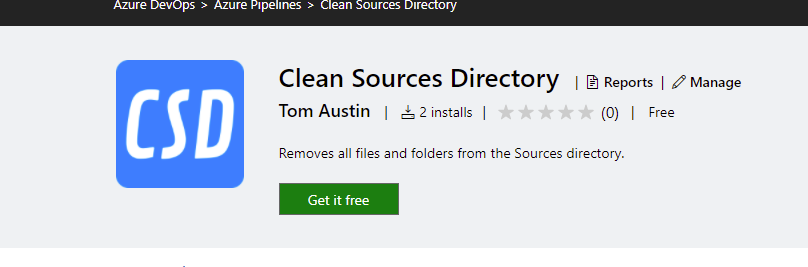 Azure DevOps > Azure Pipelines > Clean Sources Directory
CSD
Clean Sources Directory | Reports | Manage
Tom Austin | 2 installs | (0) | Free
Removes all files and folders from the Sources directory.
Get it free